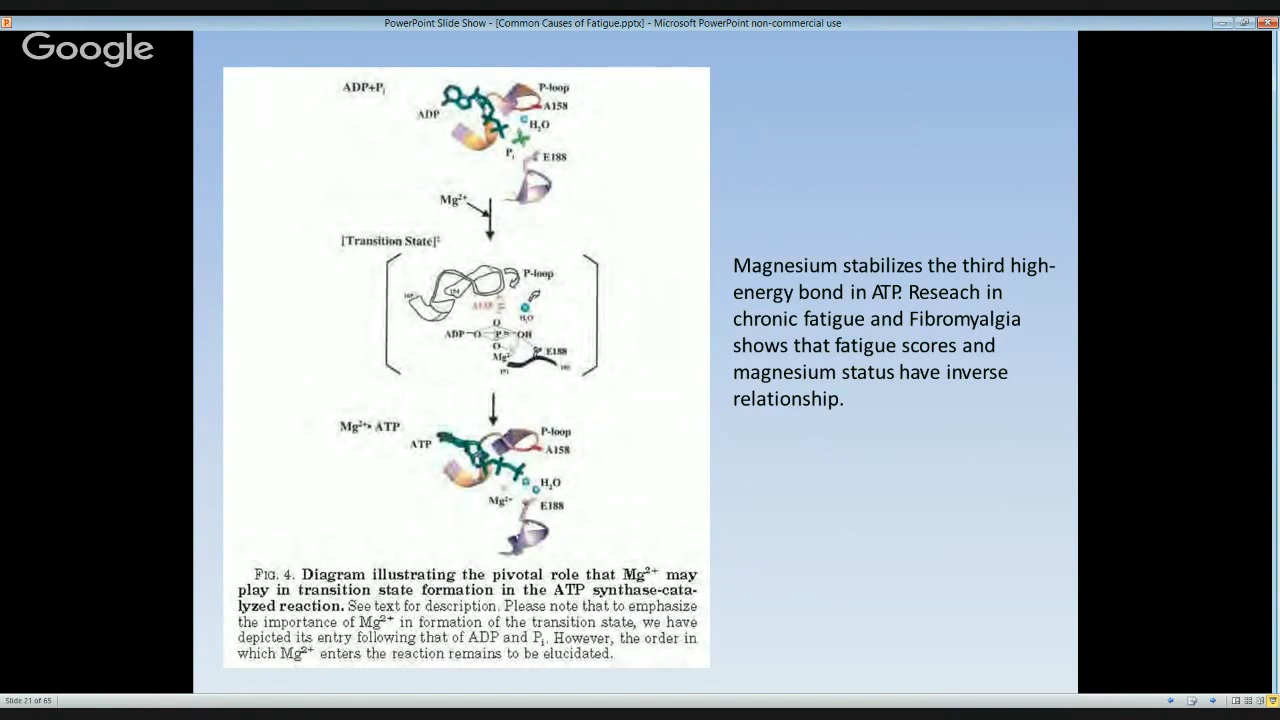 PowerPoint Slide Show - [Common Causes of Fatigue.pptx] - Microsoft PowerPoint non-commercial use
Google
ADP+Pi
P-loop
A158
ADP
H2O
Pi
E188
Mg2+
[Transition State]‡
P-loop
154
A158
H2O
O
ADP—O—P—OH
O
Mg
E188
Mg2+• ATP
P-loop
ATP
A158
H2O
Mg2+
E188
FIG. 4. Diagram illustrating the pivotal role that Mg2+ may
play in transition state formation in the ATP synthase-cata-
lyzed reaction. See text for description. Please note that to emphasize
the importance of Mg2+ in formation of the transition state, we have
depicted its entry following that of ADP and Pi. However, the order in
which Mg2+ enters the reaction remains to be elucidated.
Magnesium stabilizes the third high-
energy bond in ATP. Reseach in
chronic fatigue and Fibromyalgia
shows that fatigue scores and
magnesium status have inverse
relationship.
Slide 21 of 65